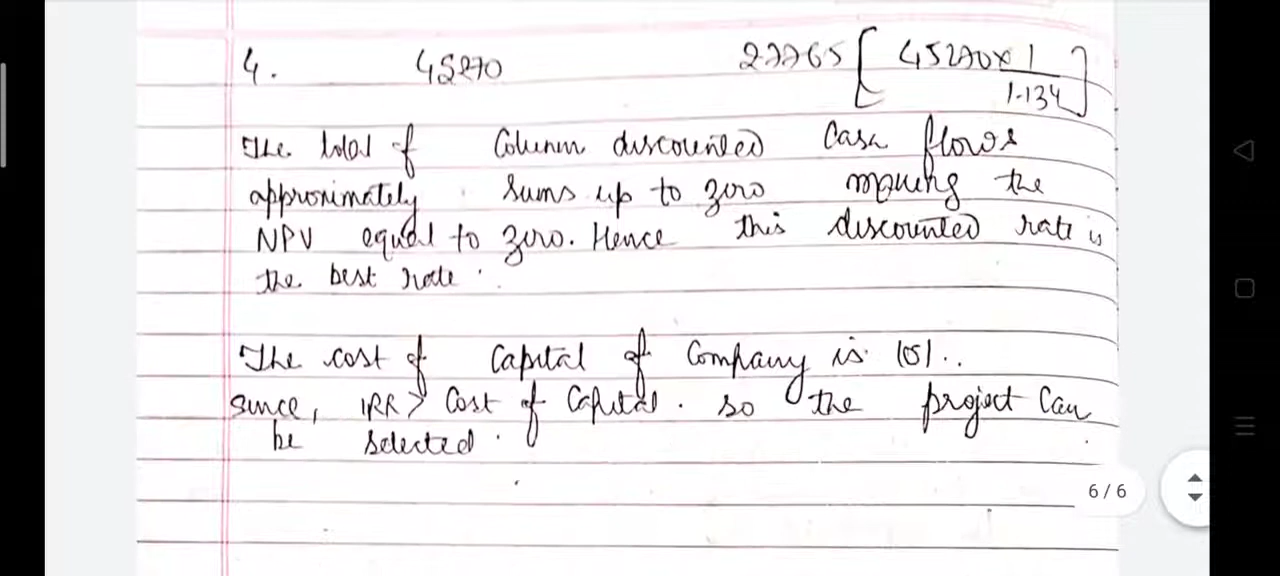 4. 45270 27765 [45270 × 1/1.134]
The total of Column discounted Cash flows
approximately sums up to zero making the
NPV equal to zero. Hence this discounted rate is
the best rate.
The cost of Capital of Company is 10%.
since, IRR > Cost of Capital. so the project can
be selected.
6 / 6